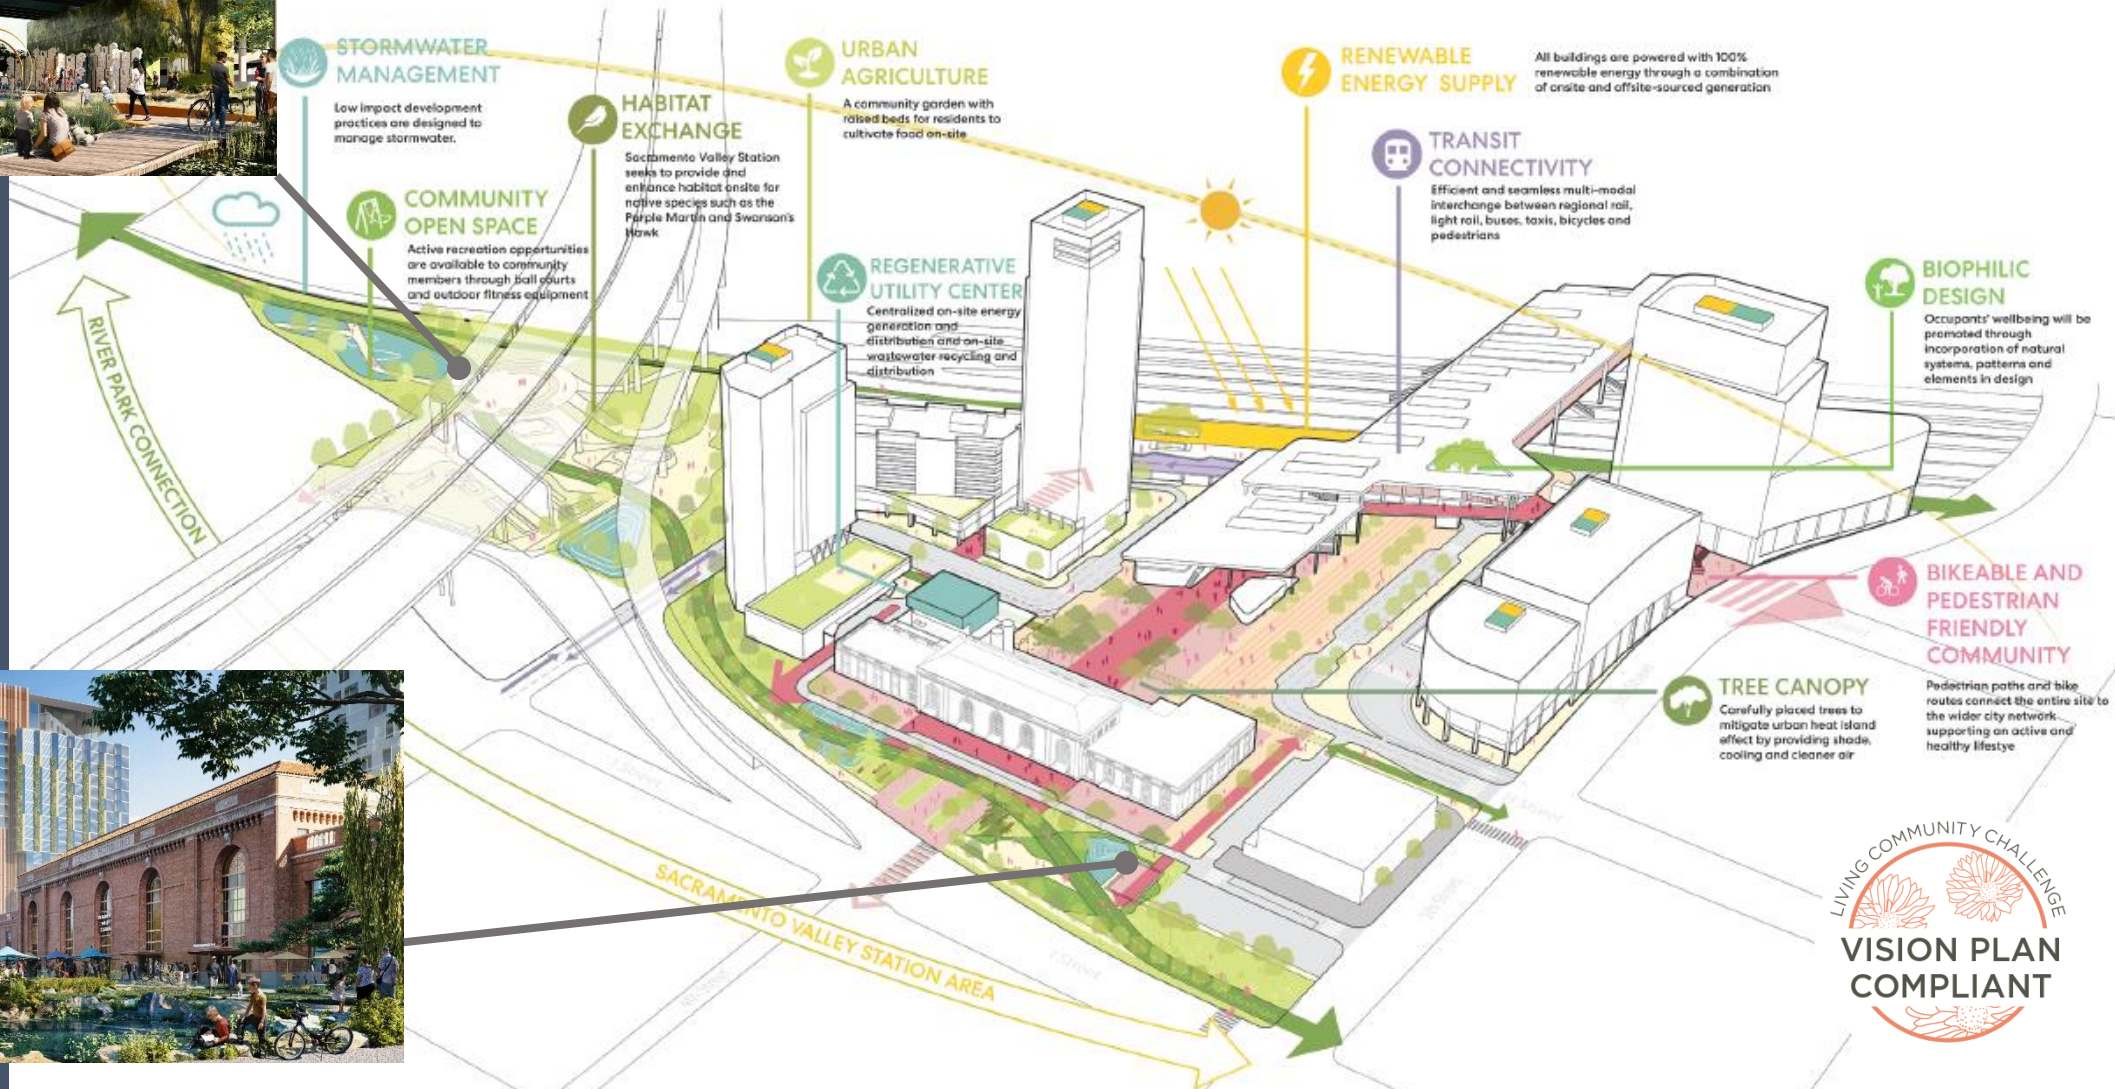 STORMWATER
MANAGEMENT
Low impact development
practices are designed to
manage stormwater.
HABITAT
EXCHANGE
Sacramento Valley Station
seeks to provide and
enhance habitat onsite for
native species such as the
Purple Martin and Swanson's
Hawk
COMMUNITY
OPEN SPACE
Active recreation opportunities
are available to community
members through ball courts
and outdoor fitness equipment
URBAN
AGRICULTURE
A community garden with
raised beds for residents to
cultivate food on-site
REGENERATIVE
UTILITY CENTER
Centralized on-site energy
generation and
distribution and on-site
wastewater recycling and
distribution
RENEWABLE
ENERGY SUPPLY
All buildings are powered with 100%
renewable energy through a combination
of onsite and offsite-sourced generation
TRANSIT
CONNECTIVITY
Efficient and seamless multi-modal
interchange between regional rail,
light rail, buses, taxis, bicycles and
pedestrians
BIOPHILIC
DESIGN
Occupants' wellbeing will be
promoted through
incorporation of natural
systems, patterns and
elements in design
BIKEABLE AND
PEDESTRIAN
FRIENDLY
COMMUNITY
Pedestrian paths and bike
routes connect the entire site to
the wider city network
supporting an active and
healthy lifestye
TREE CANOPY
Carefully placed trees to
mitigate urban heat island
effect by providing shade,
cooling and cleaner air
RIVER PARK CONNECTION
SACRAMENTO VALLEY STATION AREA
Street
Street
LIVING COMMUNITY CHALLENGE
VISION PLAN
COMPLIANT